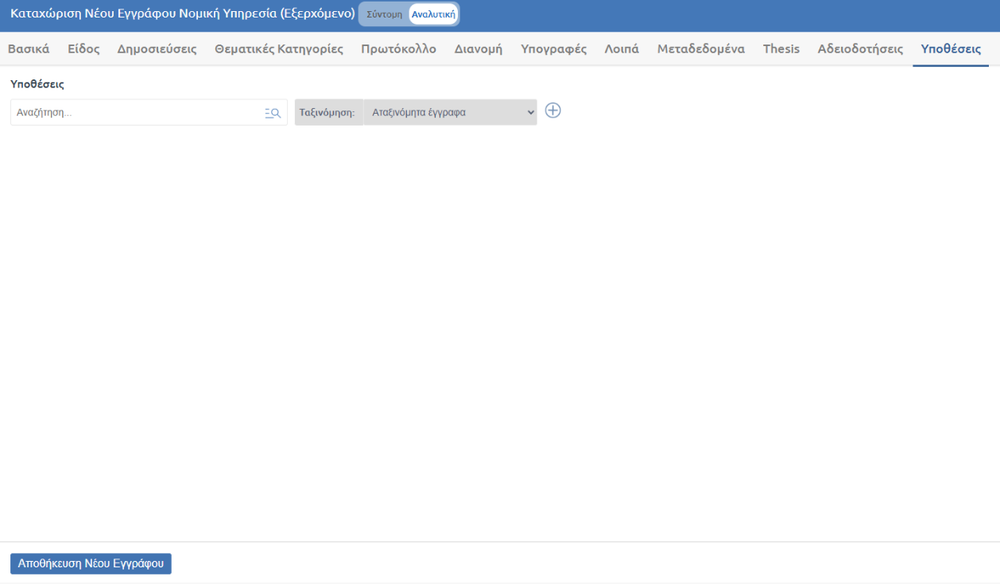 Καταχώριση Νέου Εγγράφου Νομική Υπηρεσία (Εξερχόμενο) Σύντομη Αναλυτική
Βασικά Είδος Δημοσιεύσεις Θεματικές Κατηγορίες Πρωτόκολλο Διανομή Υπογραφές Λοιπά Μεταδεδομένα Thesis Αδειοδοτήσεις Υποθέσεις
Υποθέσεις
Αναζήτηση... Ταξινόμηση: Αταξινόμητα έγγραφα
Αποθήκευση Νέου Εγγράφου